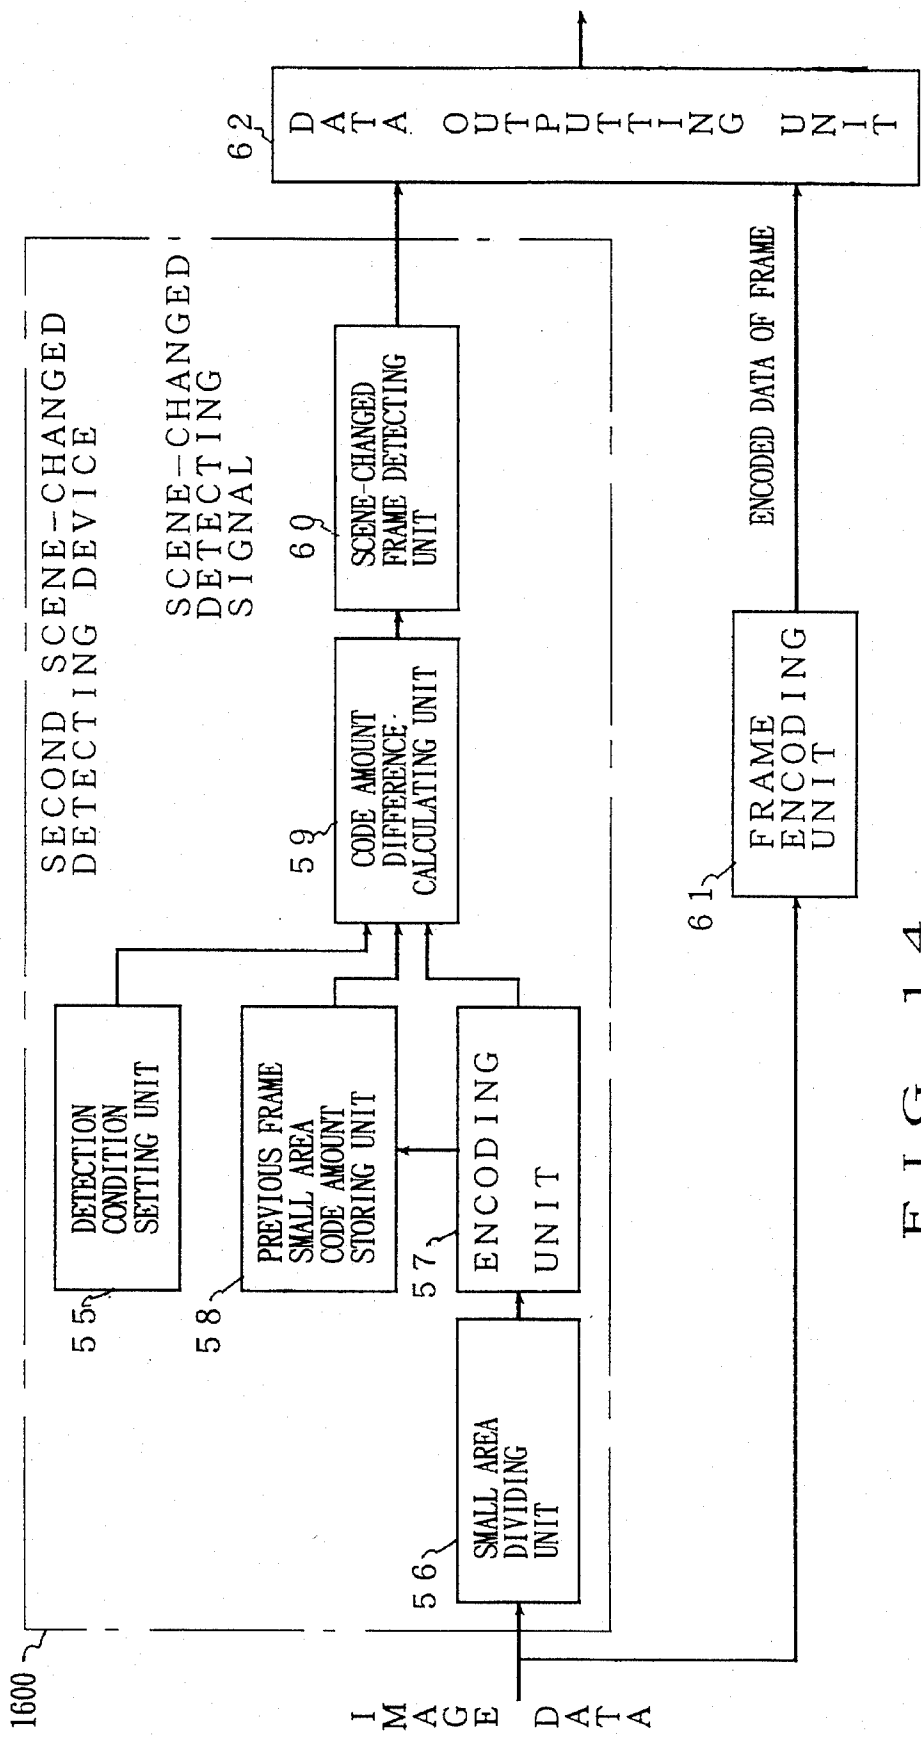 1600
SECOND SCENE-CHANGED
DETECTING DEVICE
SCENE-CHANGED
DETECTING
SIGNAL
55
DETECTION
CONDITION
SETTING UNIT
58
PREVIOUS FRAME
SMALL AREA
CODE AMOUNT
STORING UNIT
57
ENCODING
UNIT
56
SMALL AREA
DIVIDING
UNIT
59
CODE AMOUNT
DIFFERENCE
CALCULATING UNIT
60
SCENE-CHANGED
FRAME DETECTING
UNIT
62
DATA OUTPUTTING UNIT
IMAGE DATA
61
FRAME
ENCODING
UNIT
ENCODED DATA OF FRAME
FIG. 14